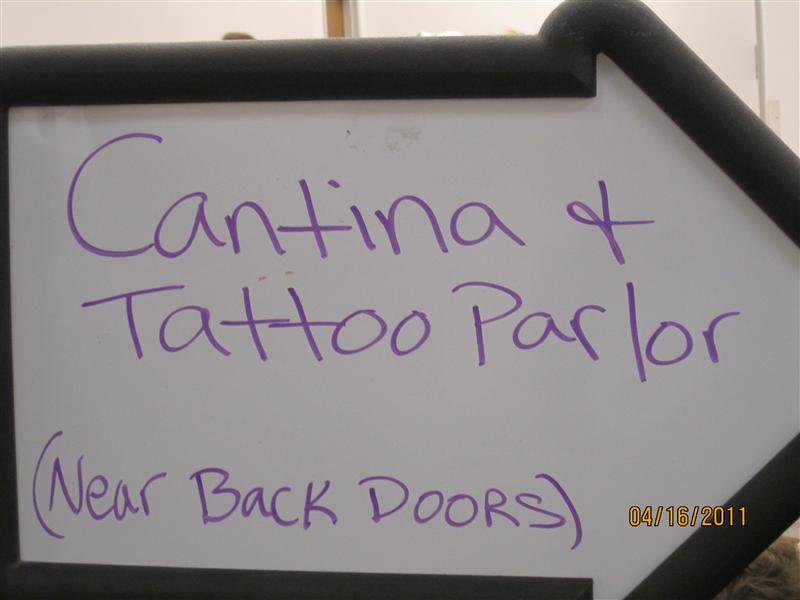 Cantina &
Tattoo Parlor
(Near Back Doors)
04/16/2011